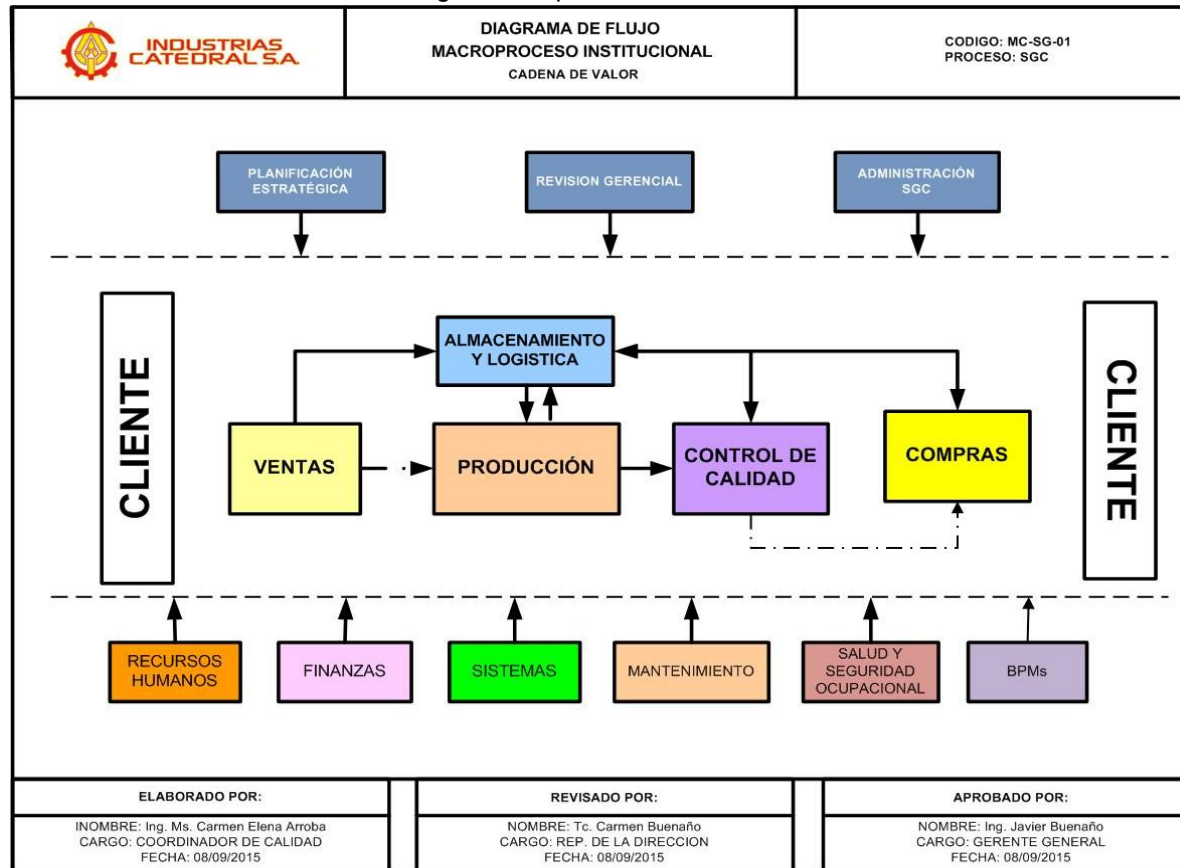 INDUSTRIAS
CATEDRAL S.A.
DIAGRAMA DE FLUJO
MACROPROCESO INSTITUCIONAL
CADENA DE VALOR
CODIGO: MC-SG-01
PROCESO: SGC
PLANIFICACIÓN
ESTRATÉGICA
REVISION GERENCIAL
ADMINISTRACIÓN
SGC
CLIENTE
ALMACENAMIENTO
Y LOGISTICA
VENTAS
PRODUCCIÓN
CONTROL DE
CALIDAD
COMPRAS
CLIENTE
RECURSOS
HUMANOS
FINANZAS
SISTEMAS
MANTENIMIENTO
SALUD Y
SEGURIDAD
OCUPACIONAL
BPMs
ELABORADO POR:
INOMBRE: Ing. Ms. Carmen Elena Arroba
CARGO: COORDINADOR DE CALIDAD
FECHA: 08/09/2015
REVISADO POR:
NOMBRE: Tc. Carmen Buenaño
CARGO: REP. DE LA DIRECCION
FECHA: 08/09/2015
APROBADO POR:
NOMBRE: Ing. Javier Buenaño
CARGO: GERENTE GENERAL
FECHA: 08/09/2015